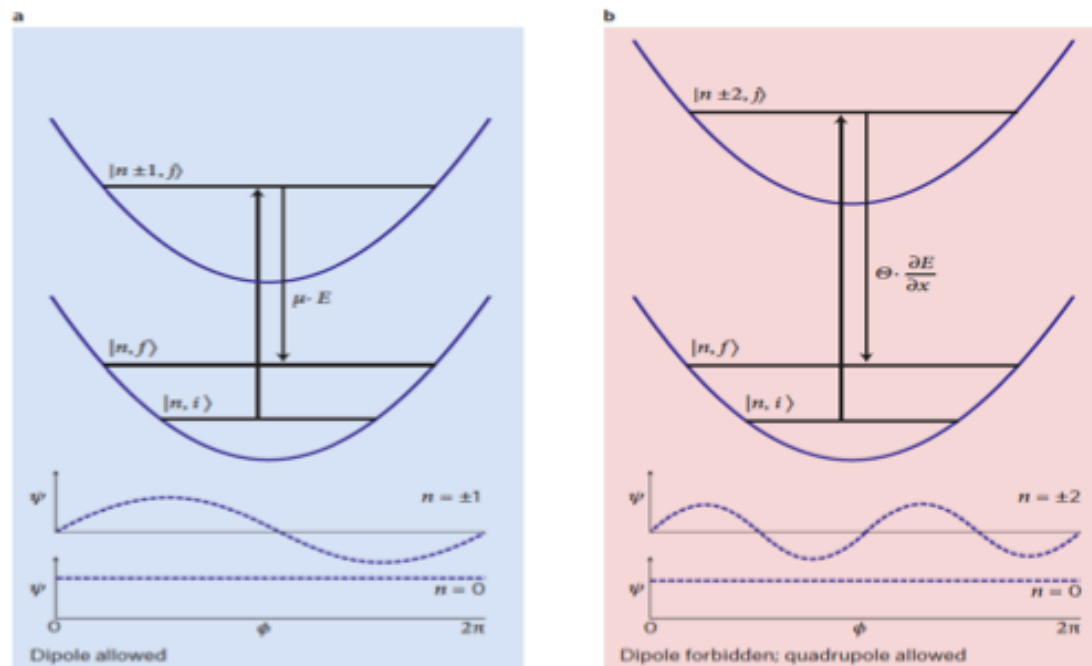 a
|n ±1, j⟩
μ· E
|n, f⟩
|n, i ⟩
ψ
n = ±1
ψ
n = 0
0
ø
2π
Dipole allowed
b
|n ±2, j⟩
Θ· ∂E/∂x
|n, f⟩
|n, i ⟩
ψ
n = ±2
ψ
n = 0
0
ø
2π
Dipole forbidden; quadrupole allowed